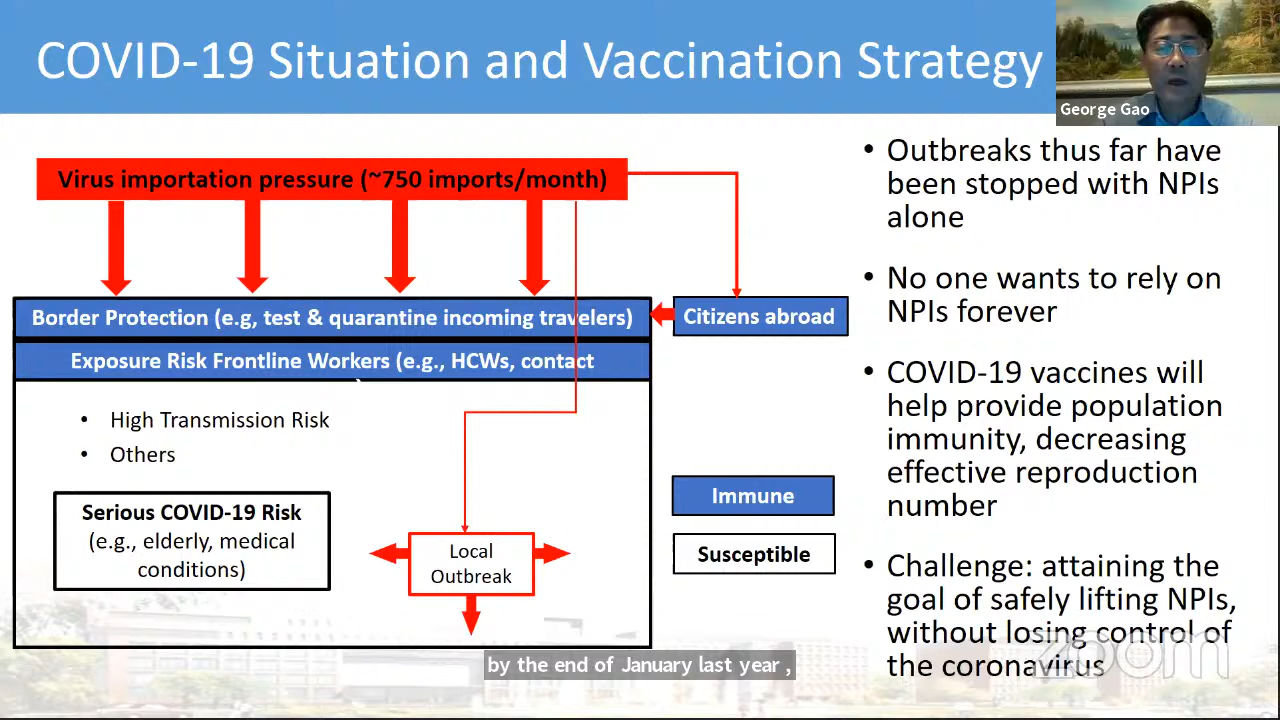 COVID-19 Situation and Vaccination Strategy
George Gao
Virus importation pressure (~750 imports/month)
Border Protection (e.g, test & quarantine incoming travelers)
Citizens abroad
Exposure Risk Frontline Workers (e.g., HCWs, contact
• High Transmission Risk
• Others
Serious COVID-19 Risk
(e.g., elderly, medical
conditions)
Local
Outbreak
Immune
Susceptible
• Outbreaks thus far have
been stopped with NPIs
alone
• No one wants to rely on
NPIs forever
• COVID-19 vaccines will
help provide population
immunity, decreasing
effective reproduction
number
• Challenge: attaining the
goal of safely lifting NPIs,
without losing control of
the coronavirus
zoom
by the end of January last year ,